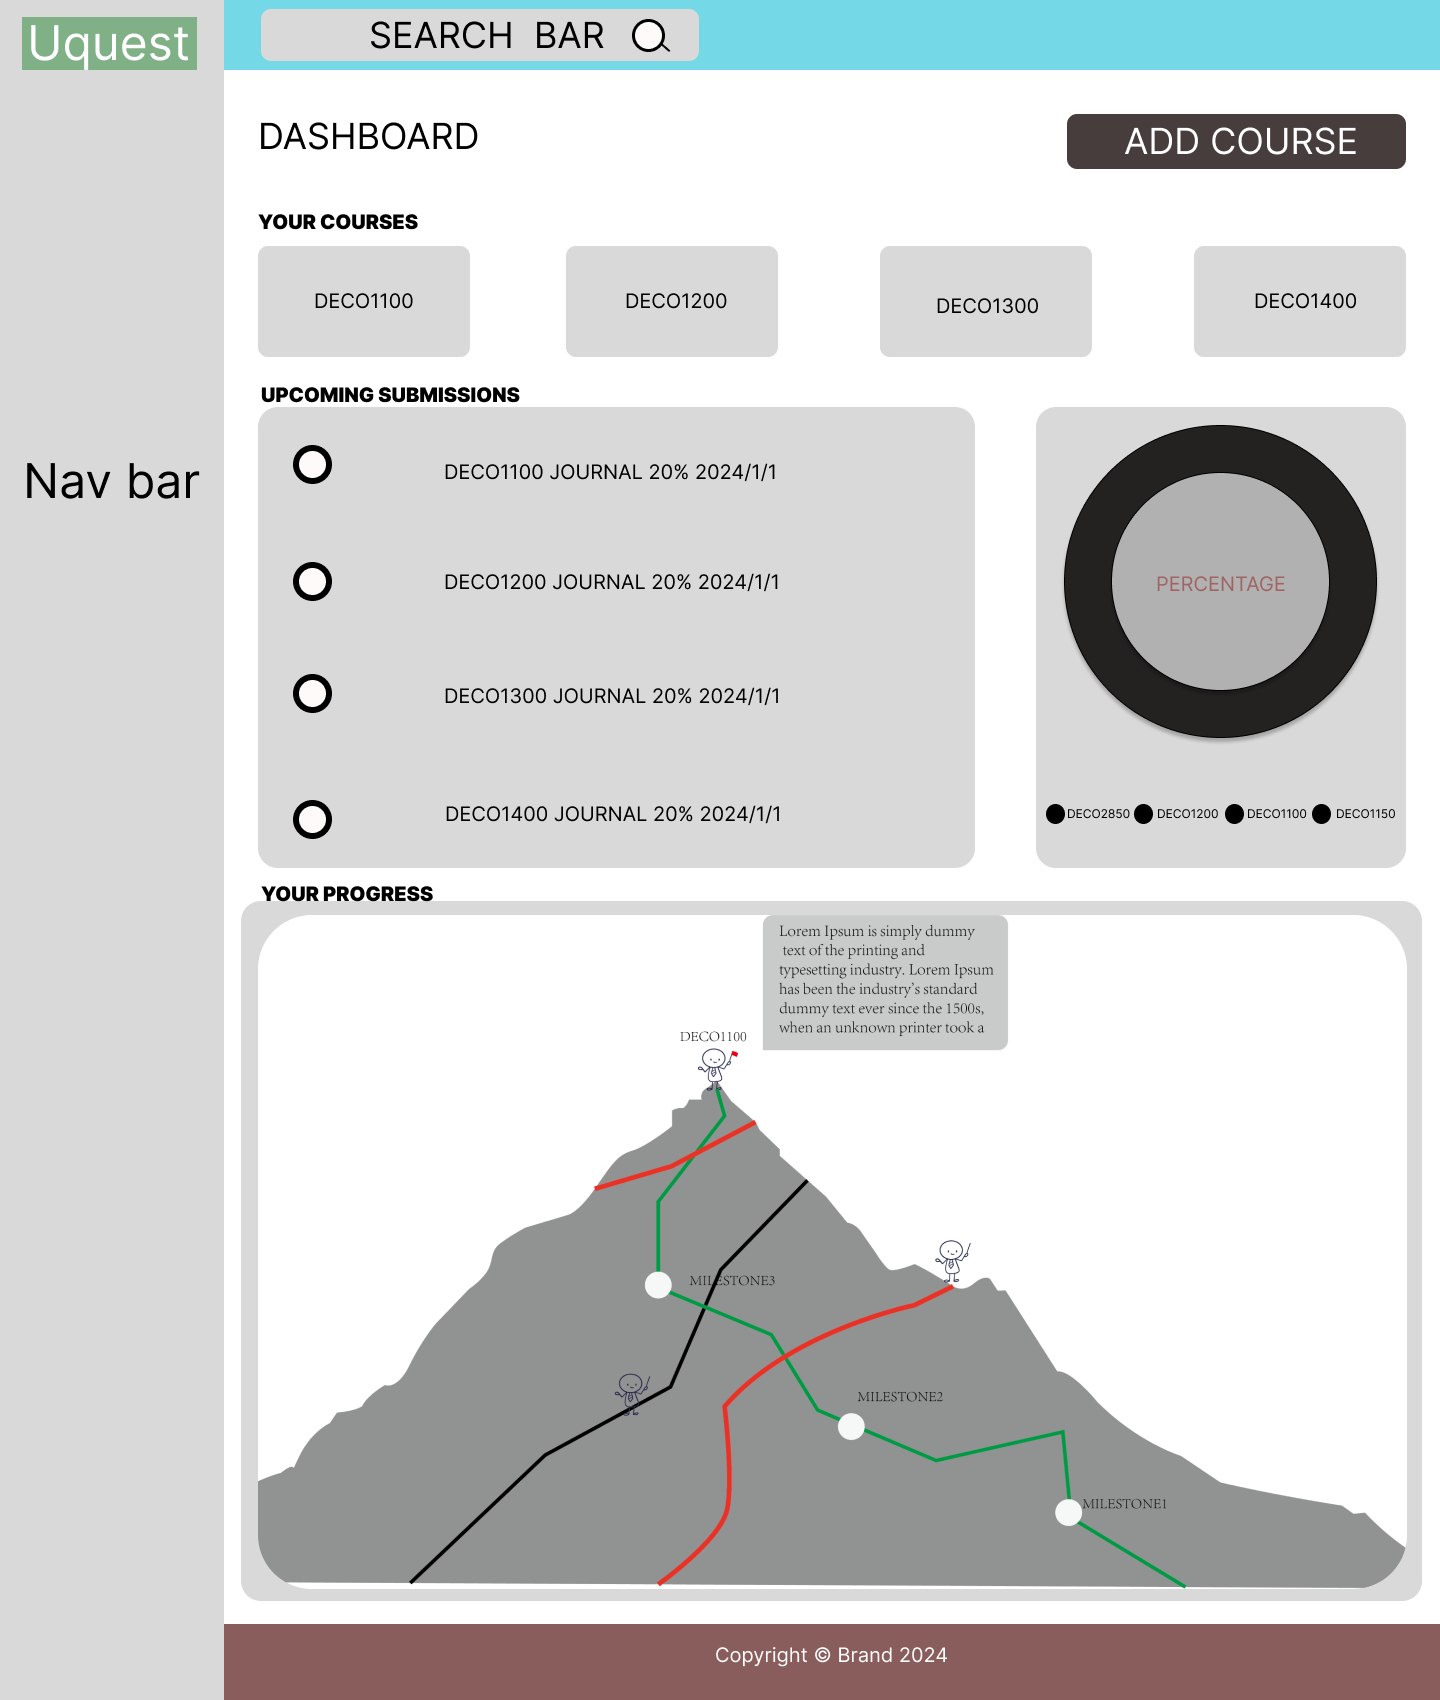 Uquest
SEARCH BAR
Nav bar
DASHBOARD
ADD COURSE
YOUR COURSES
DECO1100
DECO1200
DECO1300
DECO1400
UPCOMING SUBMISSIONS
DECO1100 JOURNAL 20% 2024/1/1
DECO1200 JOURNAL 20% 2024/1/1
DECO1300 JOURNAL 20% 2024/1/1
DECO1400 JOURNAL 20% 2024/1/1
PERCENTAGE
DECO2850
DECO1200
DECO1100
DECO1150
YOUR PROGRESS
Lorem Ipsum is simply dummy
text of the printing and
typesetting industry. Lorem Ipsum
has been the industry's standard
dummy text ever since the 1500s,
when an unknown printer took a
DECO1100
MILESTONE3
MILESTONE2
MILESTONE1
Copyright © Brand 2024